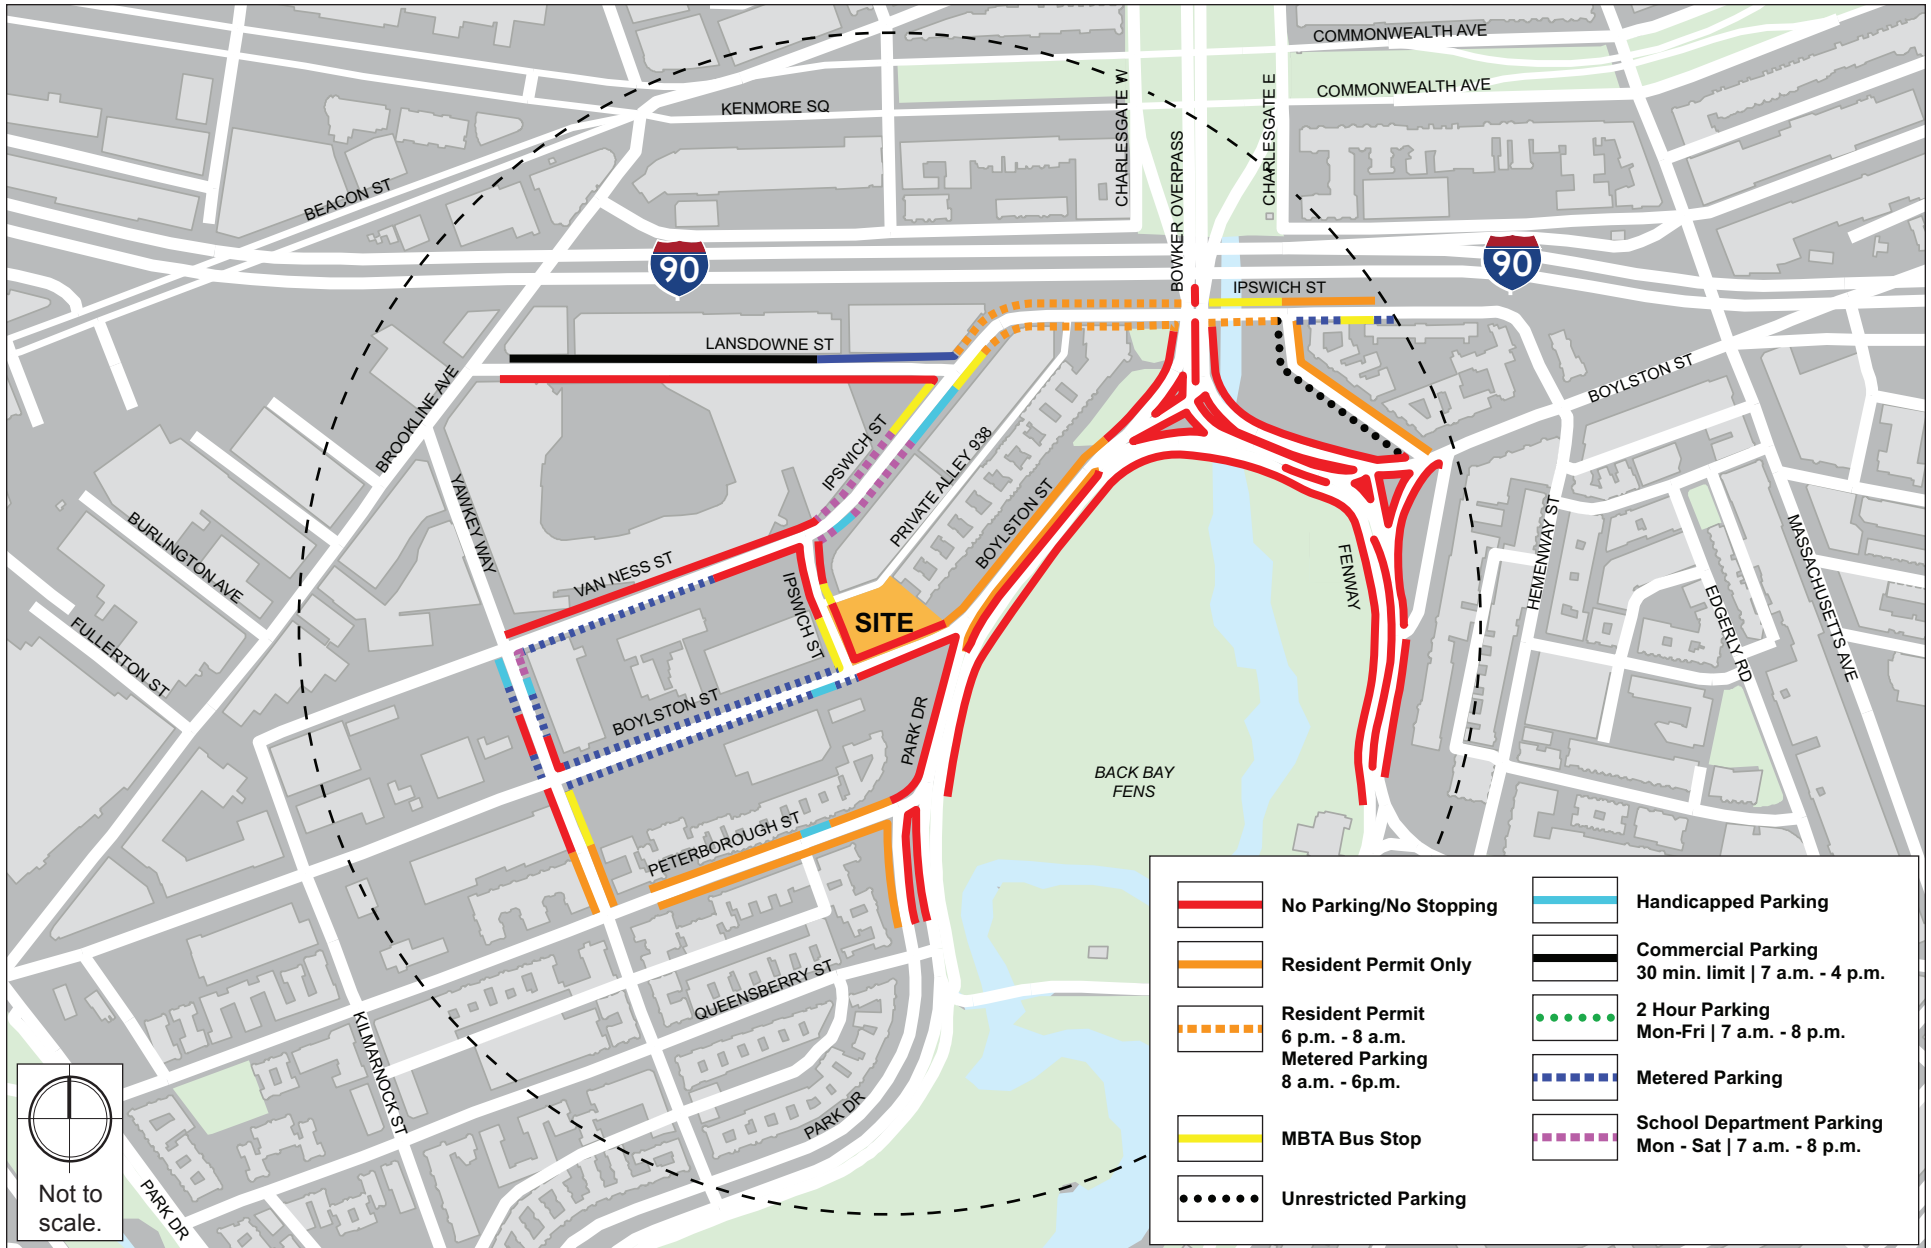 COMMONWEALTH AVE
COMMONWEALTH AVE
KENMORE SQ
CHARLESGATE W
CHARLESGATE E
BOWKER OVERPASS
BEACON ST
90
90
IPSWICH ST
LANSDOWNE ST
BROOKLINE AVE
BOYLSTON ST
IPSWICH ST
PRIVATE ALLEY 938
YAWKEY WAY
BOYLSTON ST
BURLINGTON AVE
VAN NESS ST
IPSWICH ST
SITE
FENWAY
HEMENWAY ST
MASSACHUSETTS AVE
EDGERLY RD
FULLERTON ST
BOYLSTON ST
PARK DR
BACK BAY
FENS
PETERBOROUGH ST
QUEENSBERRY ST
KILMARNOCK ST
PARK DR
PARK DR
Not to
scale.
No Parking/No Stopping
Resident Permit Only
Resident Permit
6 p.m. - 8 a.m.
Metered Parking
8 a.m. - 6p.m.
MBTA Bus Stop
Unrestricted Parking
Handicapped Parking
Commercial Parking
30 min. limit | 7 a.m. - 4 p.m.
2 Hour Parking
Mon-Fri | 7 a.m. - 8 p.m.
Metered Parking
School Department Parking
Mon - Sat | 7 a.m. - 8 p.m.